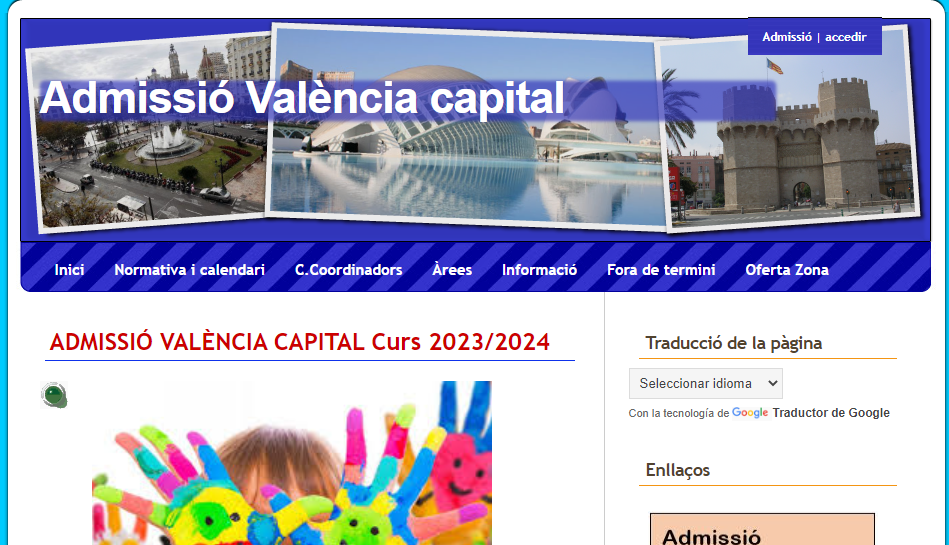 Admissió | accedir
Admissió València capital
Inici Normativa i calendari C.Coordinadors Àrees Informació Fora de termini Oferta Zona
ADMISSIÓ VALÈNCIA CAPITAL Curs 2023/2024
Traducció de la pàgina
Seleccionar idioma
Con la tecnología de Google Traductor de Google
Enllaços
Admissió